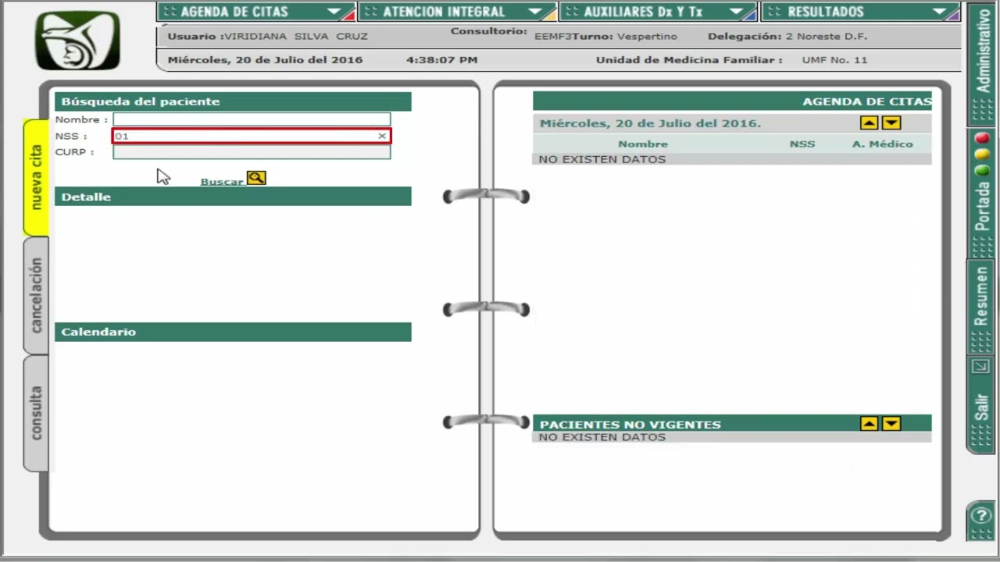 AGENDA DE CITAS
ATENCION INTEGRAL
AUXILIARES Dx Y Tx
RESULTADOS
Usuario :VIRIDIANA SILVA CRUZ
Consultorio: EEMF3Turno: Vespertino
Delegación: 2 Noreste D.F.
Miércoles, 20 de Julio del 2016
4:38:07 PM
Unidad de Medicina Familiar : UMF No. 11
nueva cita
cancelación
consulta
Búsqueda del paciente
Nombre :
NSS : 01 ×
CURP :
Buscar
Detalle
Calendario
AGENDA DE CITAS
Miércoles, 20 de Julio del 2016.
Nombre NSS A. Médico
NO EXISTEN DATOS
PACIENTES NO VIGENTES
NO EXISTEN DATOS
Administrativo
Portada
Resumen
Salir
?